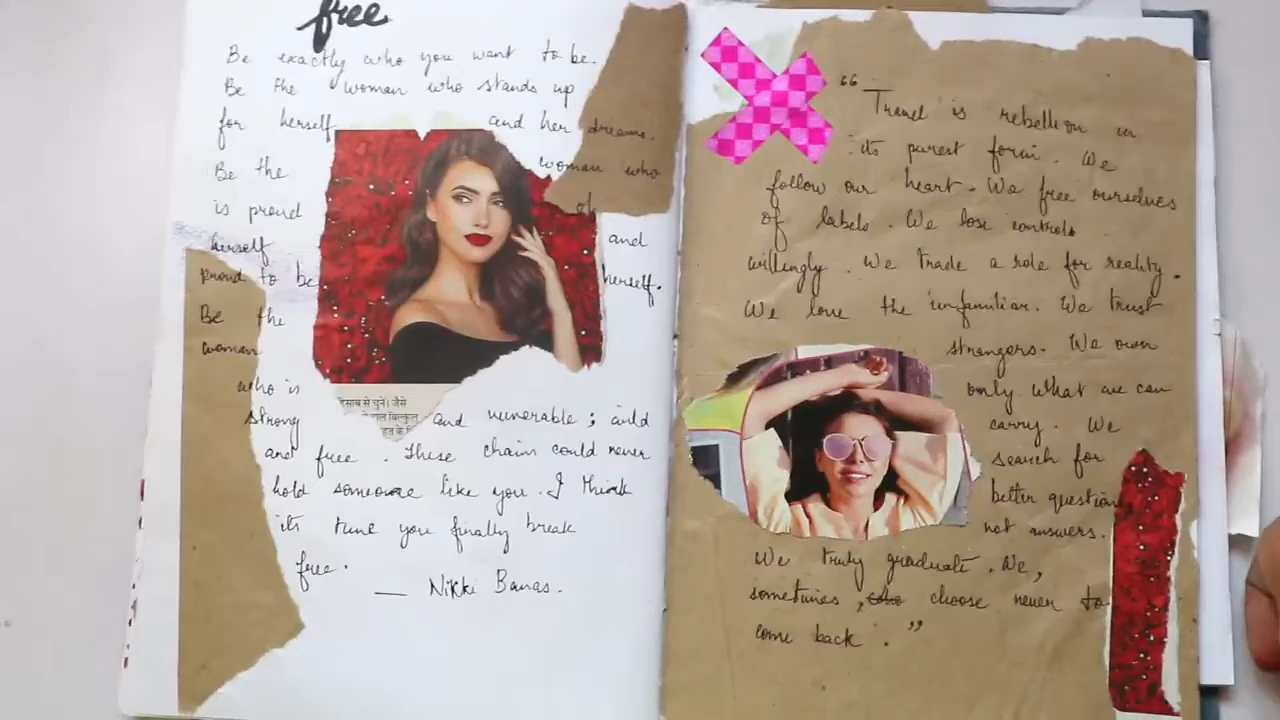 free
Be exactly who you want to be.
Be the woman who stands up
for herself and her dreams.
Be the woman who
is proud of
herself and
proud to be herself.
Be the
woman
who is
strong and vunerable ; wild
and free . These chains could never
hold someone like you . I think
its time you finally break
free .
— Nikki Banas .
हिसाब से चुनें। जैसे
लाल बिल्कुल
“ Travel is rebellion in
its purest form . We
follow our heart . We free ourselves
of labels . We lose control
willingly . We trade a role for reality .
We love the unfamiliar . We trust
strangers . We own
only what we can
carry . We
search for
better question
not answers .
We truly graduate . We ,
sometimes , choose never to
come back . ”